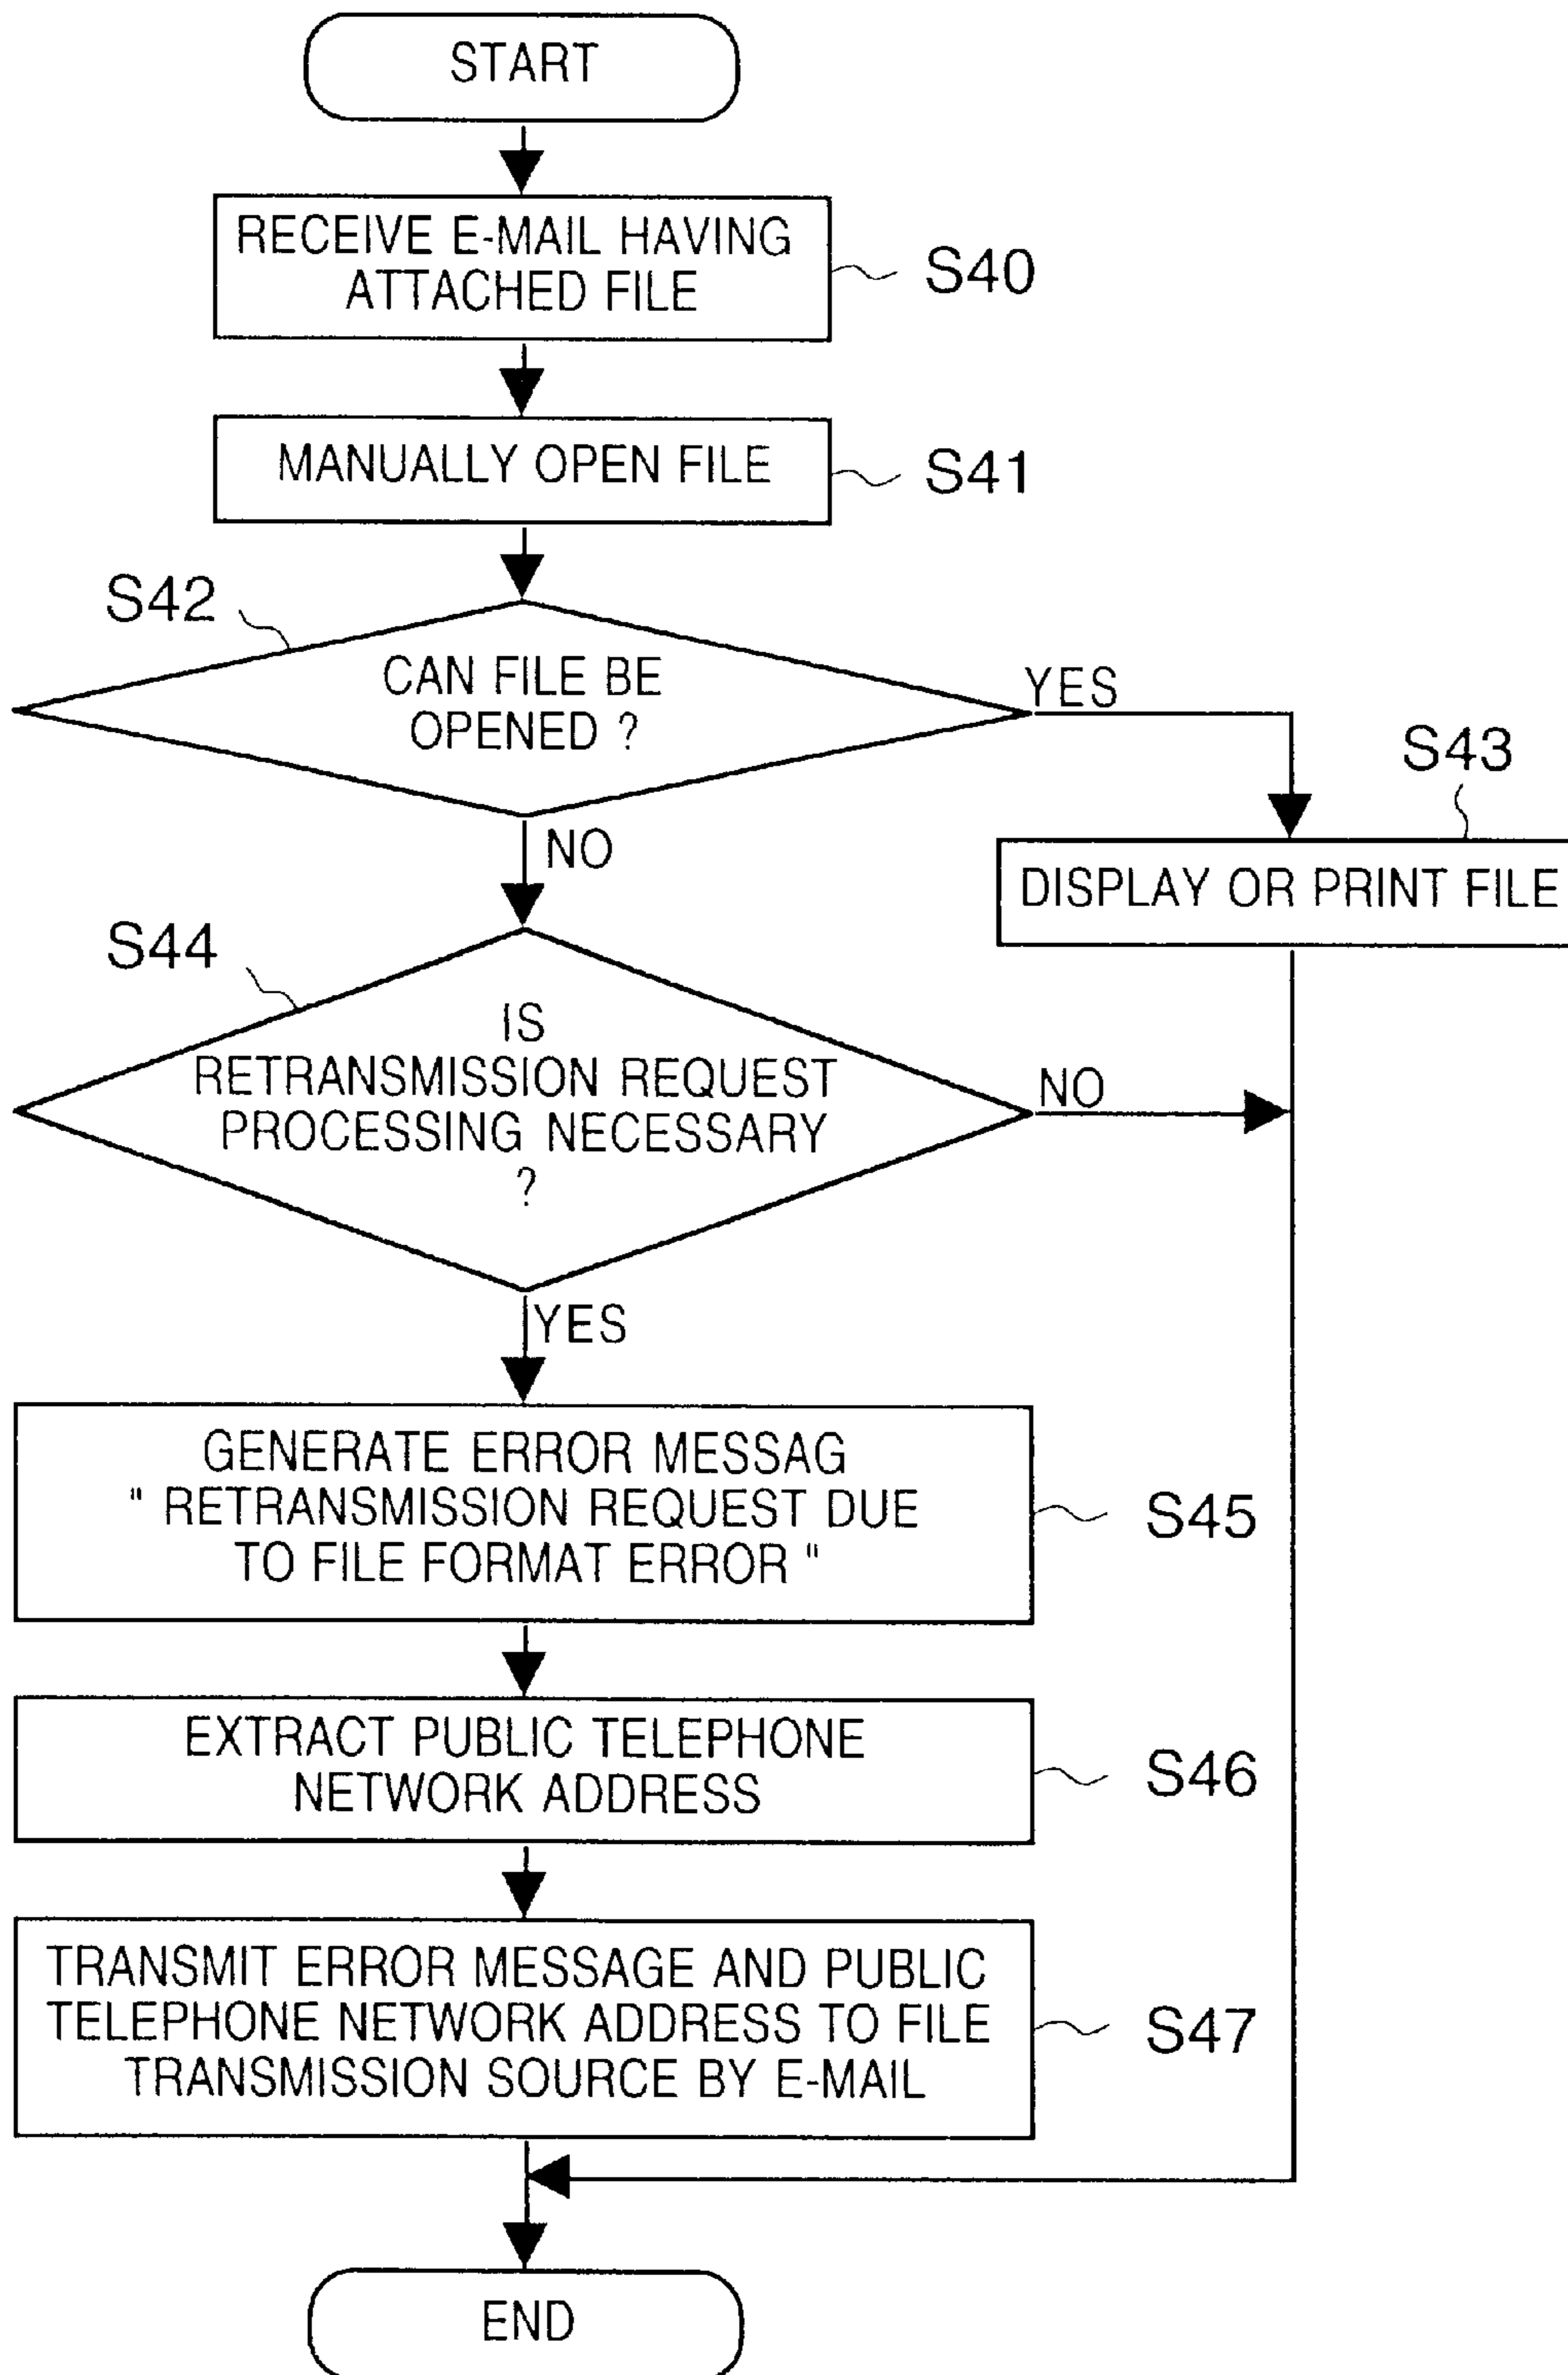 START
RECEIVE E-MAIL HAVING
ATTACHED FILE
S40
MANUALLY OPEN FILE
S41
S42
CAN FILE BE
OPENED ?
YES
NO
S43
DISPLAY OR PRINT FILE
S44
IS
RETRANSMISSION REQUEST
PROCESSING NECESSARY
?
NO
YES
GENERATE ERROR MESSAG
" RETRANSMISSION REQUEST DUE
TO FILE FORMAT ERROR "
S45
EXTRACT PUBLIC TELEPHONE
NETWORK ADDRESS
S46
TRANSMIT ERROR MESSAGE AND PUBLIC
TELEPHONE NETWORK ADDRESS TO FILE
TRANSMISSION SOURCE BY E-MAIL
S47
END